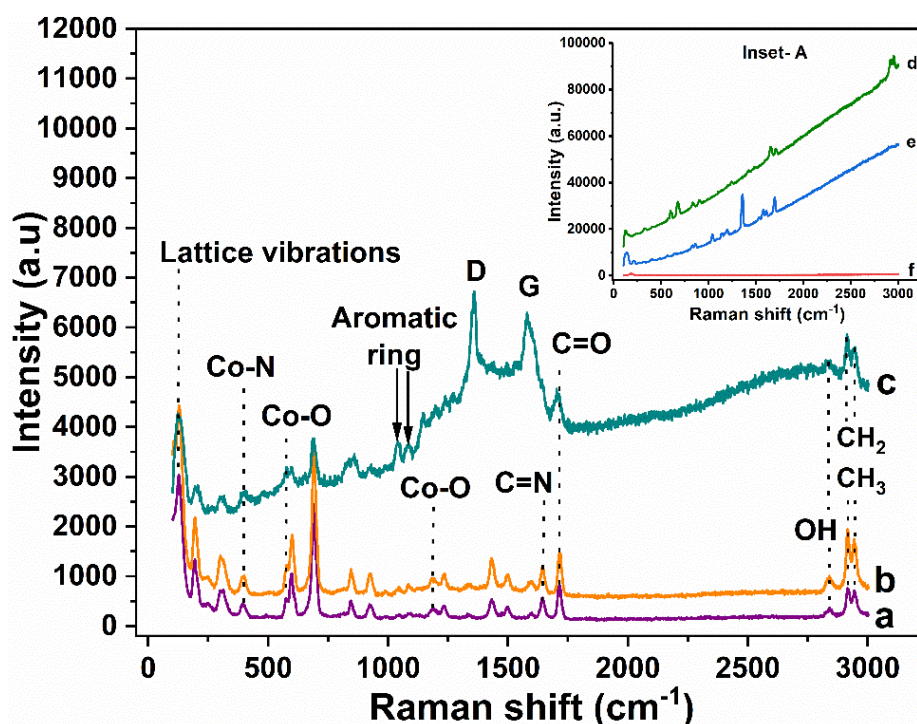 12000
11000
10000
9000
8000
7000
6000
5000
4000
3000
2000
1000
0
Intensity (a.u)
0
500
1000
1500
2000
2500
3000
Raman shift (cm⁻¹)
Lattice vibrations
Co-N
Co-O
Aromatic
ring
D
G
C=O
Co-O
C=N
OH
CH₂
CH₃
c
b
a
Inset- A
100000
80000
60000
40000
20000
0
Intensity (a.u.)
0
500
1000
1500
2000
2500
3000
Raman shift (cm⁻¹)
d
e
f